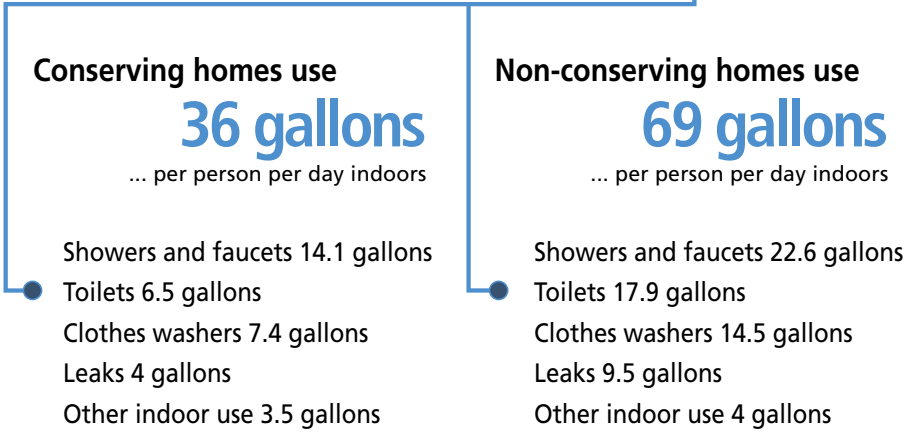 Conserving homes use
36 gallons
... per person per day indoors
Showers and faucets 14.1 gallons
Toilets 6.5 gallons
Clothes washers 7.4 gallons
Leaks 4 gallons
Other indoor use 3.5 gallons
Non-conserving homes use
69 gallons
... per person per day indoors
Showers and faucets 22.6 gallons
Toilets 17.9 gallons
Clothes washers 14.5 gallons
Leaks 9.5 gallons
Other indoor use 4 gallons